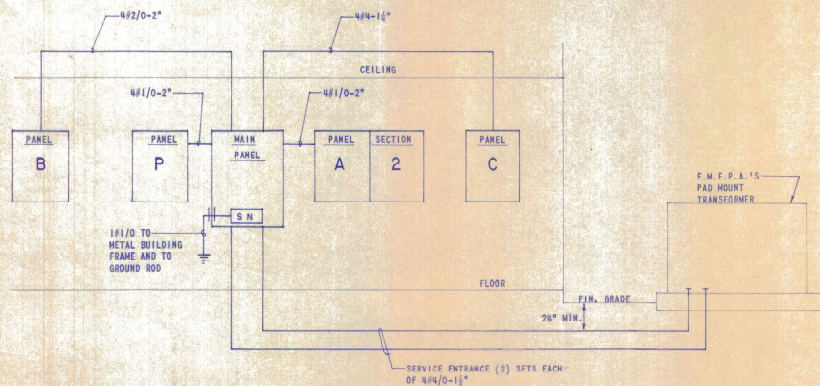 4#2/0-2"
4#4-1¼"
CEILING
4#1/0-2"
4#1/0-2"
PANEL
B
PANEL
P
MAIN
PANEL
PANEL
A
SECTION
2
PANEL
C
SN
1#1/0 TO
METAL BUILDING
FRAME AND TO
GROUND ROD
F.M.E.P.A.'S
PAD MOUNT
TRANSFORMER
FLOOR
FIN. GRADE
24" MIN.
SERVICE ENTRANCE (2) SETS EACH
OF 4#4/0-1½"